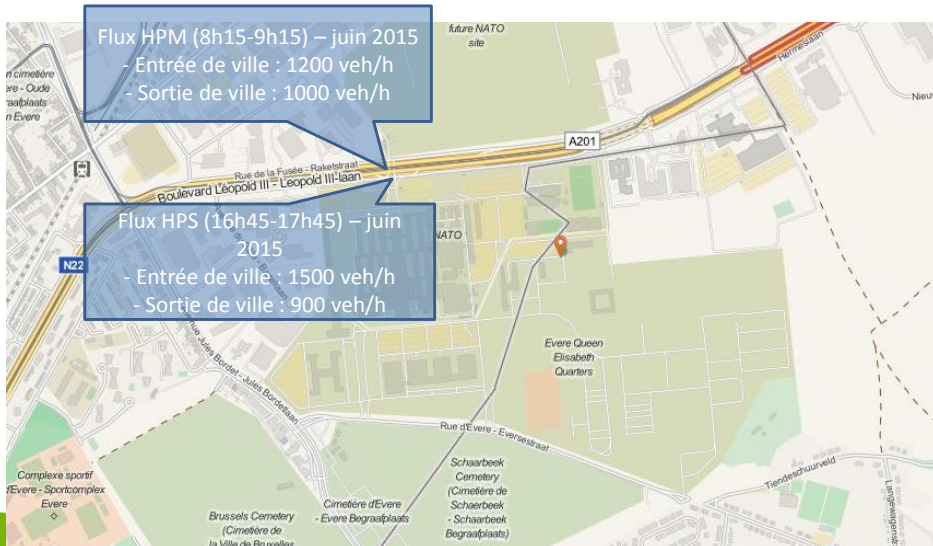 Flux HPM (8h15-9h15) – juin 2015
- Entrée de ville : 1200 veh/h
- Sortie de ville : 1000 veh/h
future NATO
site
Hermeslaan
A201
Rue de la Fusée - Raketstraat
Boulevard Léopold III - Leopold III-laan
Flux HPS (16h45-17h45) – juin
2015
- Entrée de ville : 1500 veh/h
- Sortie de ville : 900 veh/h
NATO
N22
n cimetière
ere - Oude
graafplaats
n Evere
Evere Queen
Elisabeth
Quarters
Avenue Jules Bordet - Jules Bordetlaan
Rue d'Evere - Eversestraat
Tiendeschuurveld
Complexe sportif
d'Evere - Sportcomplex
Evere
Schaarbeek
Cemetery
(Cimetière de
Schaerbeek
- Schaarbeek
Begraafplaats)
Cimetière d'Evere
- Evere Begraafplaats
Brussels Cemetery
(Cimetière de
la Ville de Bruxelles